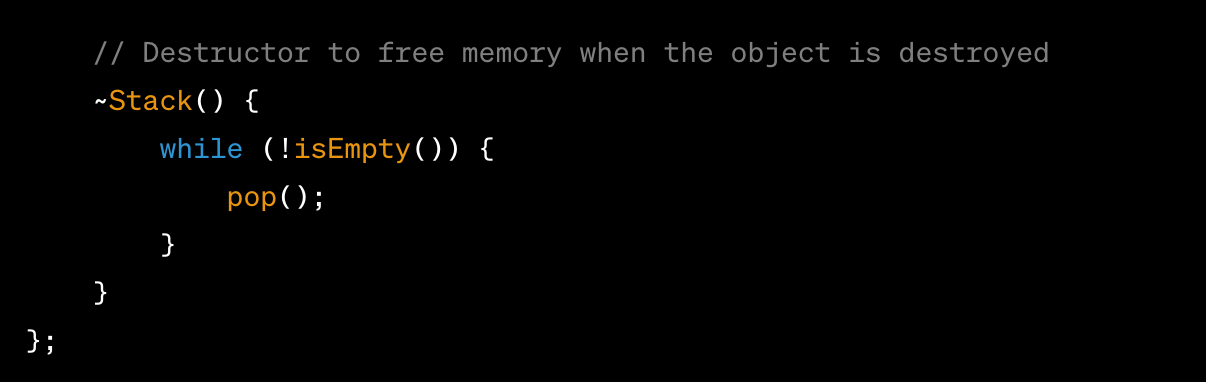 // Destructor to free memory when the object is destroyed
~Stack() {
while (!isEmpty()) {
pop();
}
}
};